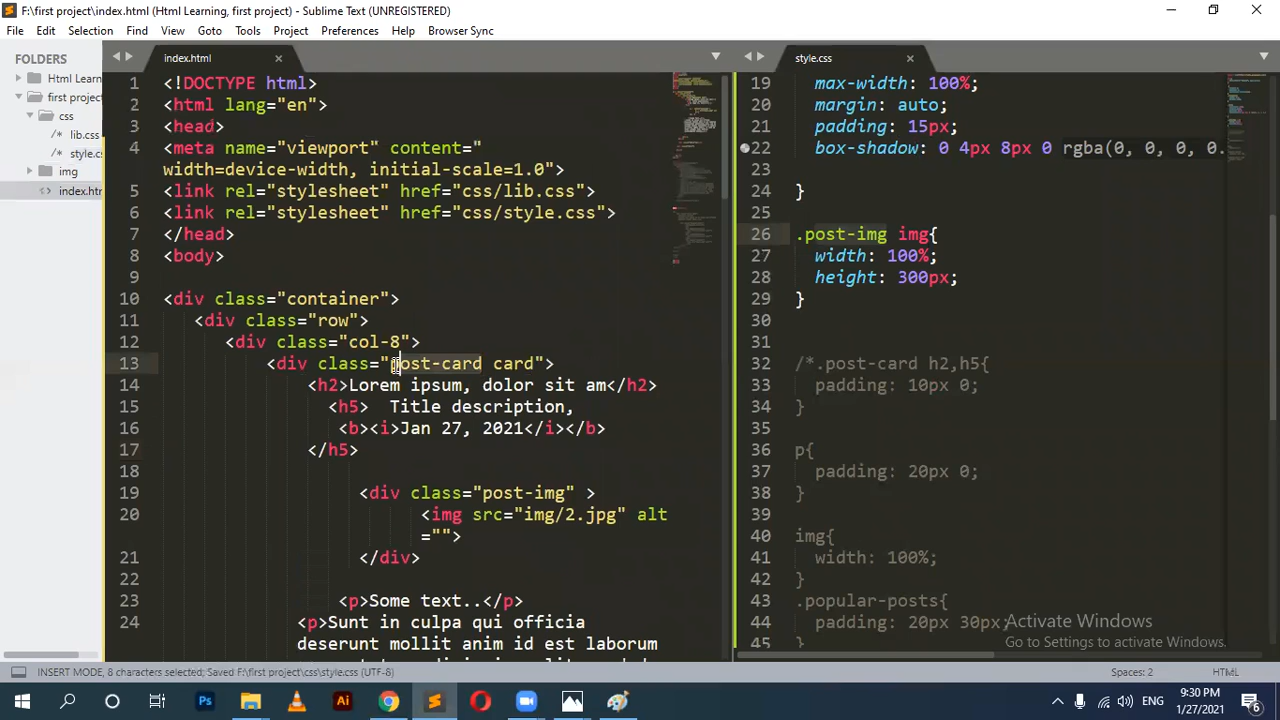 F:\first project\index.html (Html Learning, first project) - Sublime Text (UNREGISTERED)
File Edit Selection Find View Goto Tools Project Preferences Help Browser Sync
FOLDERS
Html Learn
first project
css
/* lib.css
/* style.c
img
<> index.ht
index.html
1 <!DOCTYPE html>
2 <html lang="en">
3 <head>
4 <meta name="viewport" content="
width=device-width, initial-scale=1.0">
5 <link rel="stylesheet" href="css/lib.css">
6 <link rel="stylesheet" href="css/style.css">
7 </head>
8 <body>
9
10 <div class="container">
11 <div class="row">
12 <div class="col-8">
13 <div class="post-card card">
14 <h2>Lorem ipsum, dolor sit am</h2>
15 <h5> Title description,
16 <b><i>Jan 27, 2021</i></b>
17 </h5>
18
19 <div class="post-img" >
20 <img src="img/2.jpg" alt
="">
21 </div>
22
23 <p>Some text..</p>
24 <p>Sunt in culpa qui officia
deserunt mollit anim id est laborum
style.css
19 max-width: 100%;
20 margin: auto;
21 padding: 15px;
22 box-shadow: 0 4px 8px 0 rgba(0, 0, 0, 0.
23
24 }
25
26 .post-img img{
27 width: 100%;
28 height: 300px;
29 }
30
31
32 /*.post-card h2,h5{
33 padding: 10px 0;
34 }
35
36 p{
37 padding: 20px 0;
38 }
39
40 img{
41 width: 100%;
42 }
43 .popular-posts{
44 padding: 20px 30px;
45 }
Activate Windows
Go to Settings to activate Windows.
INSERT MODE, 8 characters selected; Saved F:\first project\css\style.css (UTF-8)
Spaces: 2
HTML
Ps
Ai
ENG
9:30 PM
1/27/2021
6